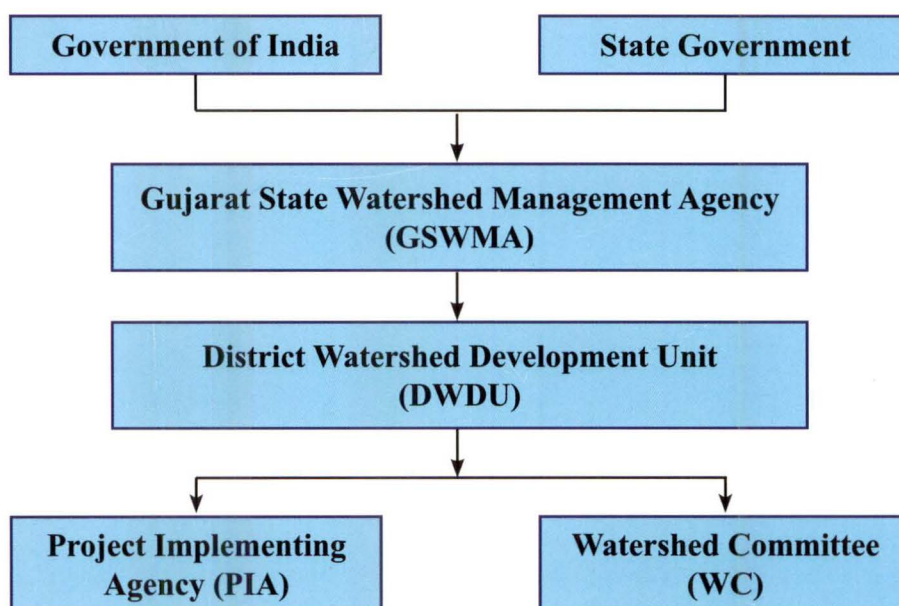 Government of India
State Government
Gujarat State Watershed Management Agency
(GSWMA)
District Watershed Development Unit
(DWDU)
Project Implementing
Agency (PIA)
Watershed Committee
(WC)